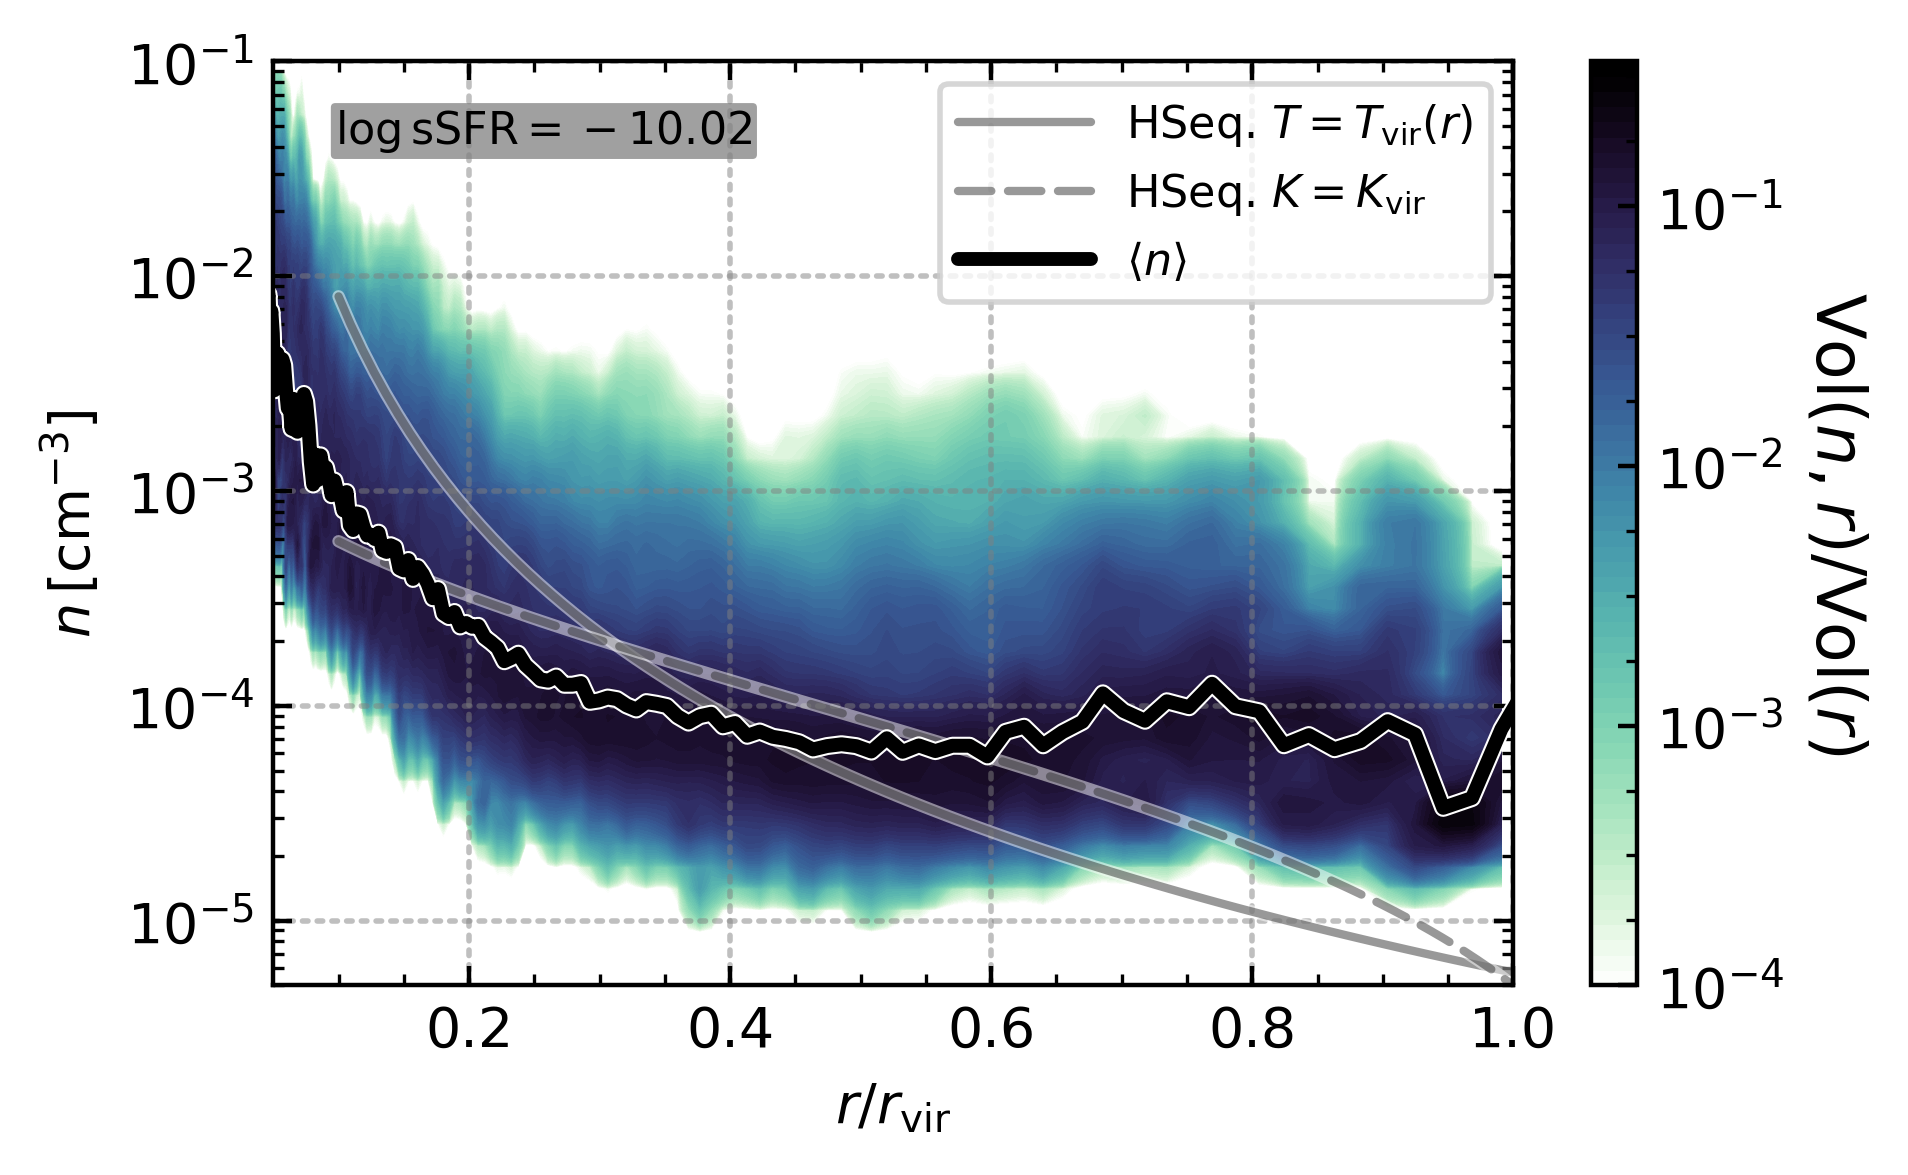 log sSFR = − 10.02
HSeq. T = T_vir(r)
HSeq. K = K_vir
⟨n⟩
n [cm⁻³]
10⁻¹
10⁻²
10⁻³
10⁻⁴
10⁻⁵
0.2 0.4 0.6 0.8 1.0
r/r_vir
10⁻¹
10⁻²
10⁻³
10⁻⁴
Vol(n, r)/Vol(r)